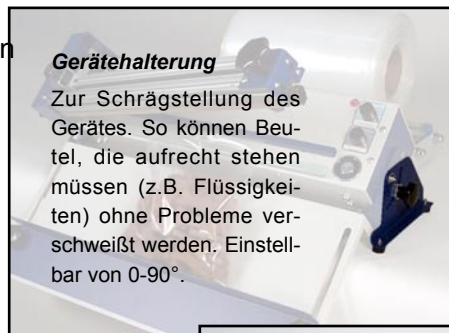 n
Gerätehalterung
Zur Schrägstellung des
Gerätes. So können Beu-
tel, die aufrecht stehen
müssen (z.B. Flüssigkei-
ten) ohne Probleme ver-
schweißt werden. Einstell-
bar von 0-90°.